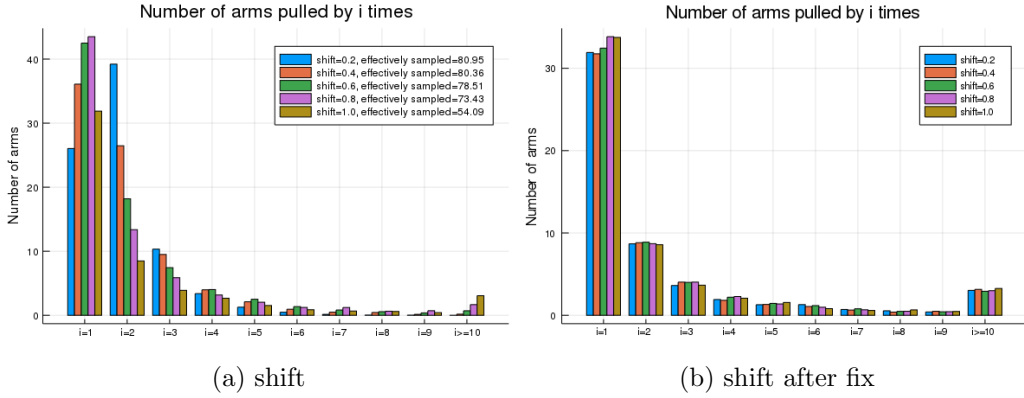 Number of arms pulled by i times
Number of arms
40
30
20
10
0
shift=0.2, effectively sampled=80.95
shift=0.4, effectively sampled=80.36
shift=0.6, effectively sampled=78.51
shift=0.8, effectively sampled=73.43
shift=1.0, effectively sampled=54.09
i=1 i=2 i=3 i=4 i=5 i=6 i=7 i=8 i=9 i>=10
(a) shift
Number of arms pulled by i times
Number of arms
30
20
10
0
shift=0.2
shift=0.4
shift=0.6
shift=0.8
shift=1.0
i=1 i=2 i=3 i=4 i=5 i=6 i=7 i=8 i=9 i>=10
(b) shift after fix